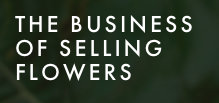 THE BUSINESS
OF SELLING
FLOWERS